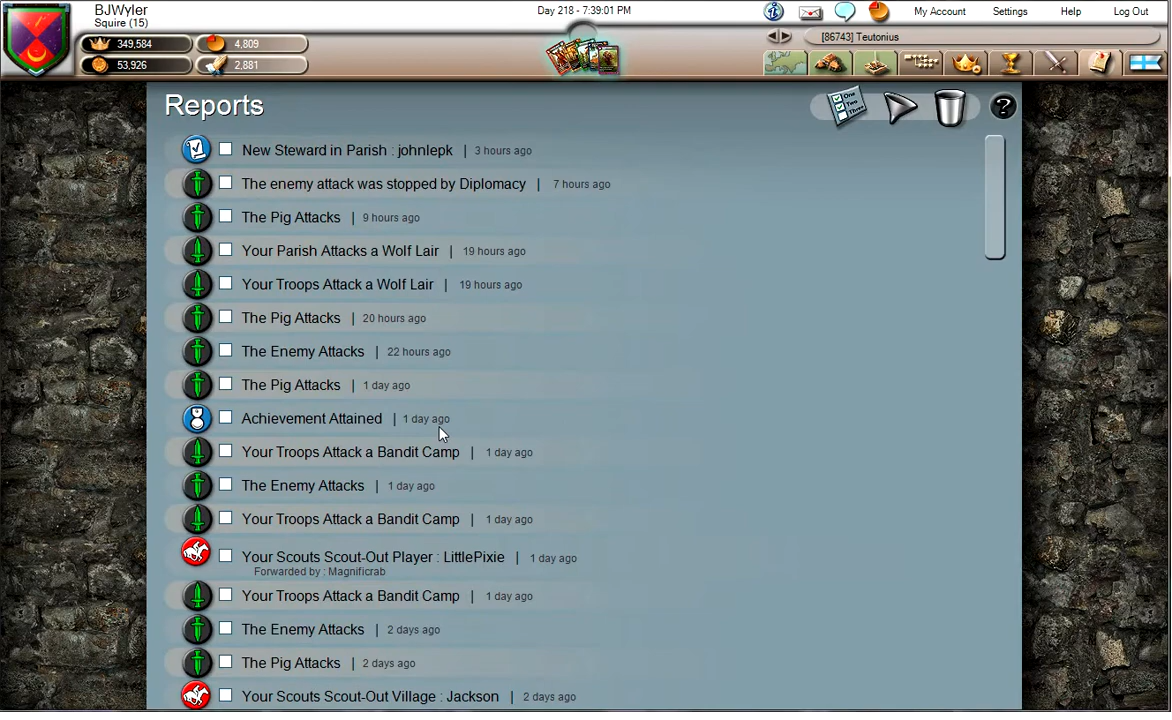 BJWyler
Squire (15)
Day 218 - 7:39:01 PM
My Account
Settings
Help
Log Out
349,584
4,809
53,926
2,881
[86743] Teutonius
Reports
One
Two
Three
?
New Steward in Parish : johnlepk | 3 hours ago
The enemy attack was stopped by Diplomacy | 7 hours ago
The Pig Attacks | 9 hours ago
Your Parish Attacks a Wolf Lair | 19 hours ago
Your Troops Attack a Wolf Lair | 19 hours ago
The Pig Attacks | 20 hours ago
The Enemy Attacks | 22 hours ago
The Pig Attacks | 1 day ago
Achievement Attained | 1 day ago
Your Troops Attack a Bandit Camp | 1 day ago
The Enemy Attacks | 1 day ago
Your Troops Attack a Bandit Camp | 1 day ago
Your Scouts Scout-Out Player : LittlePixie | 1 day ago
Forwarded by : Magnificrab
Your Troops Attack a Bandit Camp | 1 day ago
The Enemy Attacks | 2 days ago
The Pig Attacks | 2 days ago
Your Scouts Scout-Out Village : Jackson | 2 days ago